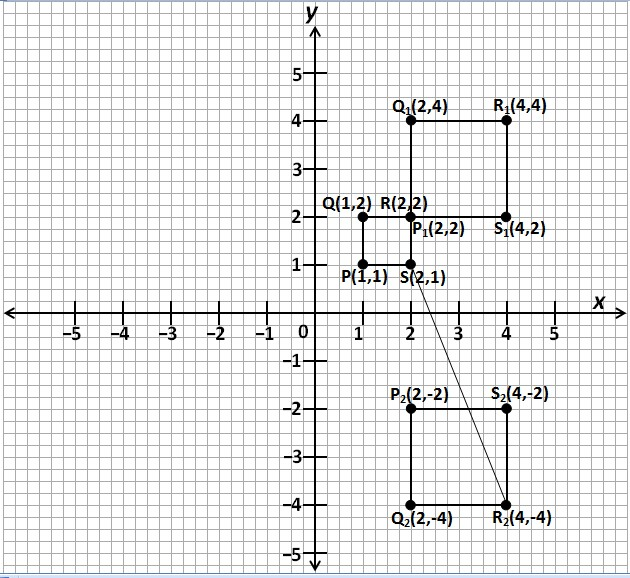 y
5
Q₁(2,4) R₁(4,4)
4
3
Q(1,2) R(2,2)
2
P₁(2,2) S₁(4,2)
1
P(1,1) S(2,1)
x
–5 –4 –3 –2 –1 0 1 2 3 4 5
–1
P₂(2,-2) S₂(4,-2)
–2
–3
–4
Q₂(2,-4) R₂(4,-4)
–5